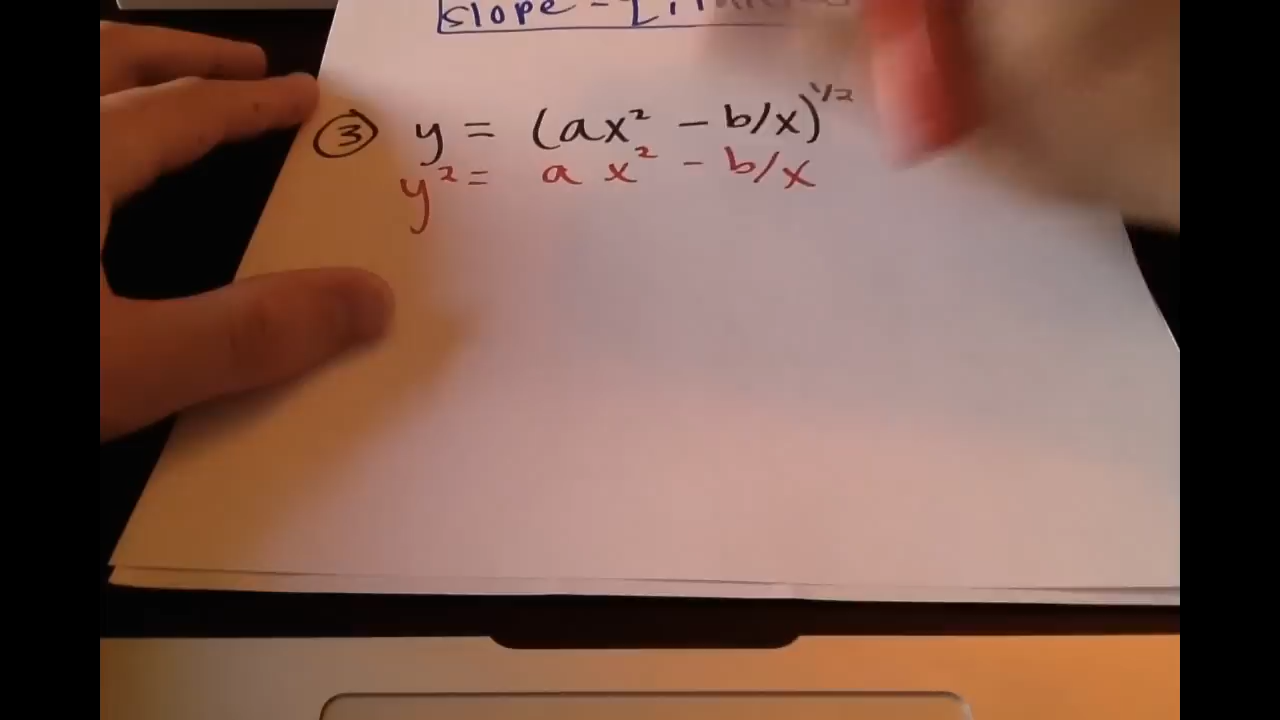 slope =
③ y = (ax² - b/x)^1/2
y² = a x² - b/x